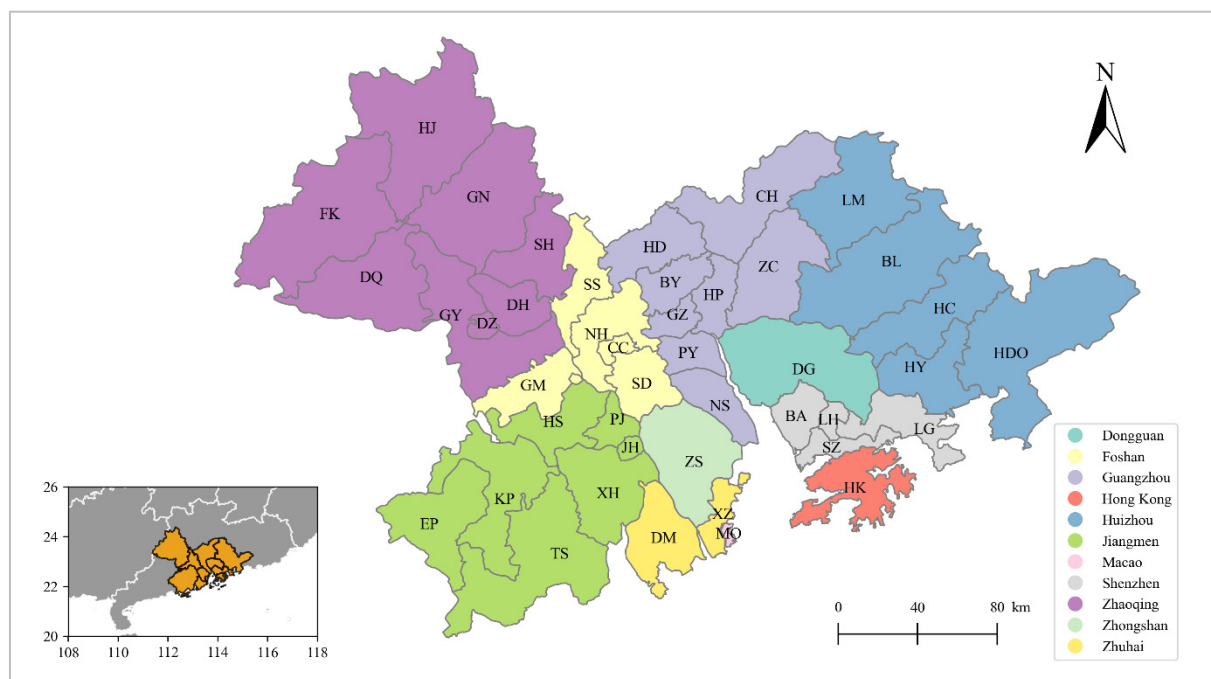 N
HJ
GN
FK
SH
DQ
GY
DZ
DH
CH
LM
HD
ZC
BL
SS
BY
HP
GZ
HC
NH
CC
PY
HDO
GM
SD
DG
HY
NS
HS
PJ
BA
LH
LG
JH
SZ
ZS
KP
XH
HK
EP
XZ
MO
TS
DM
Dongguan
Foshan
Guangzhou
Hong Kong
Huizhou
Jiangmen
Macao
Shenzhen
Zhaoqing
Zhongshan
Zhuhai
0 40 80 km
26
24
22
20
108 110 112 114 116 118